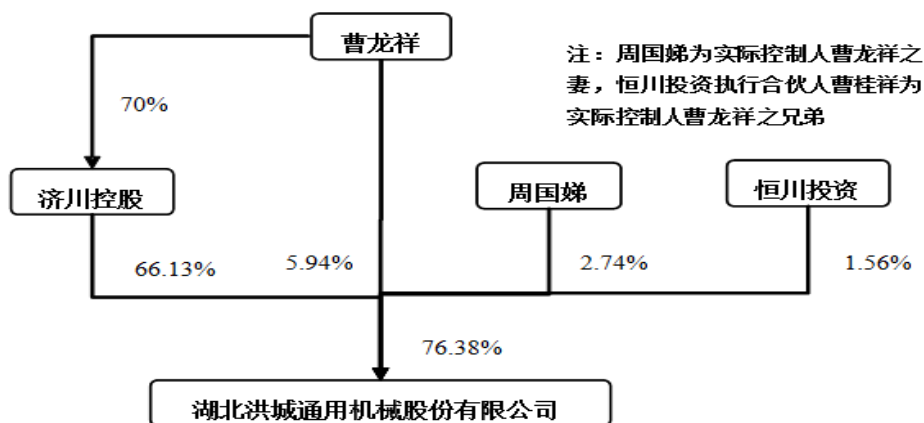 曹龙祥
注：周国娣为实际控制人曹龙祥之
妻，恒川投资执行合伙人曹桂祥为
实际控制人曹龙祥之兄弟
70%
济川控股
周国娣
恒川投资
66.13%
5.94%
2.74%
1.56%
76.38%
湖北洪城通用机械股份有限公司